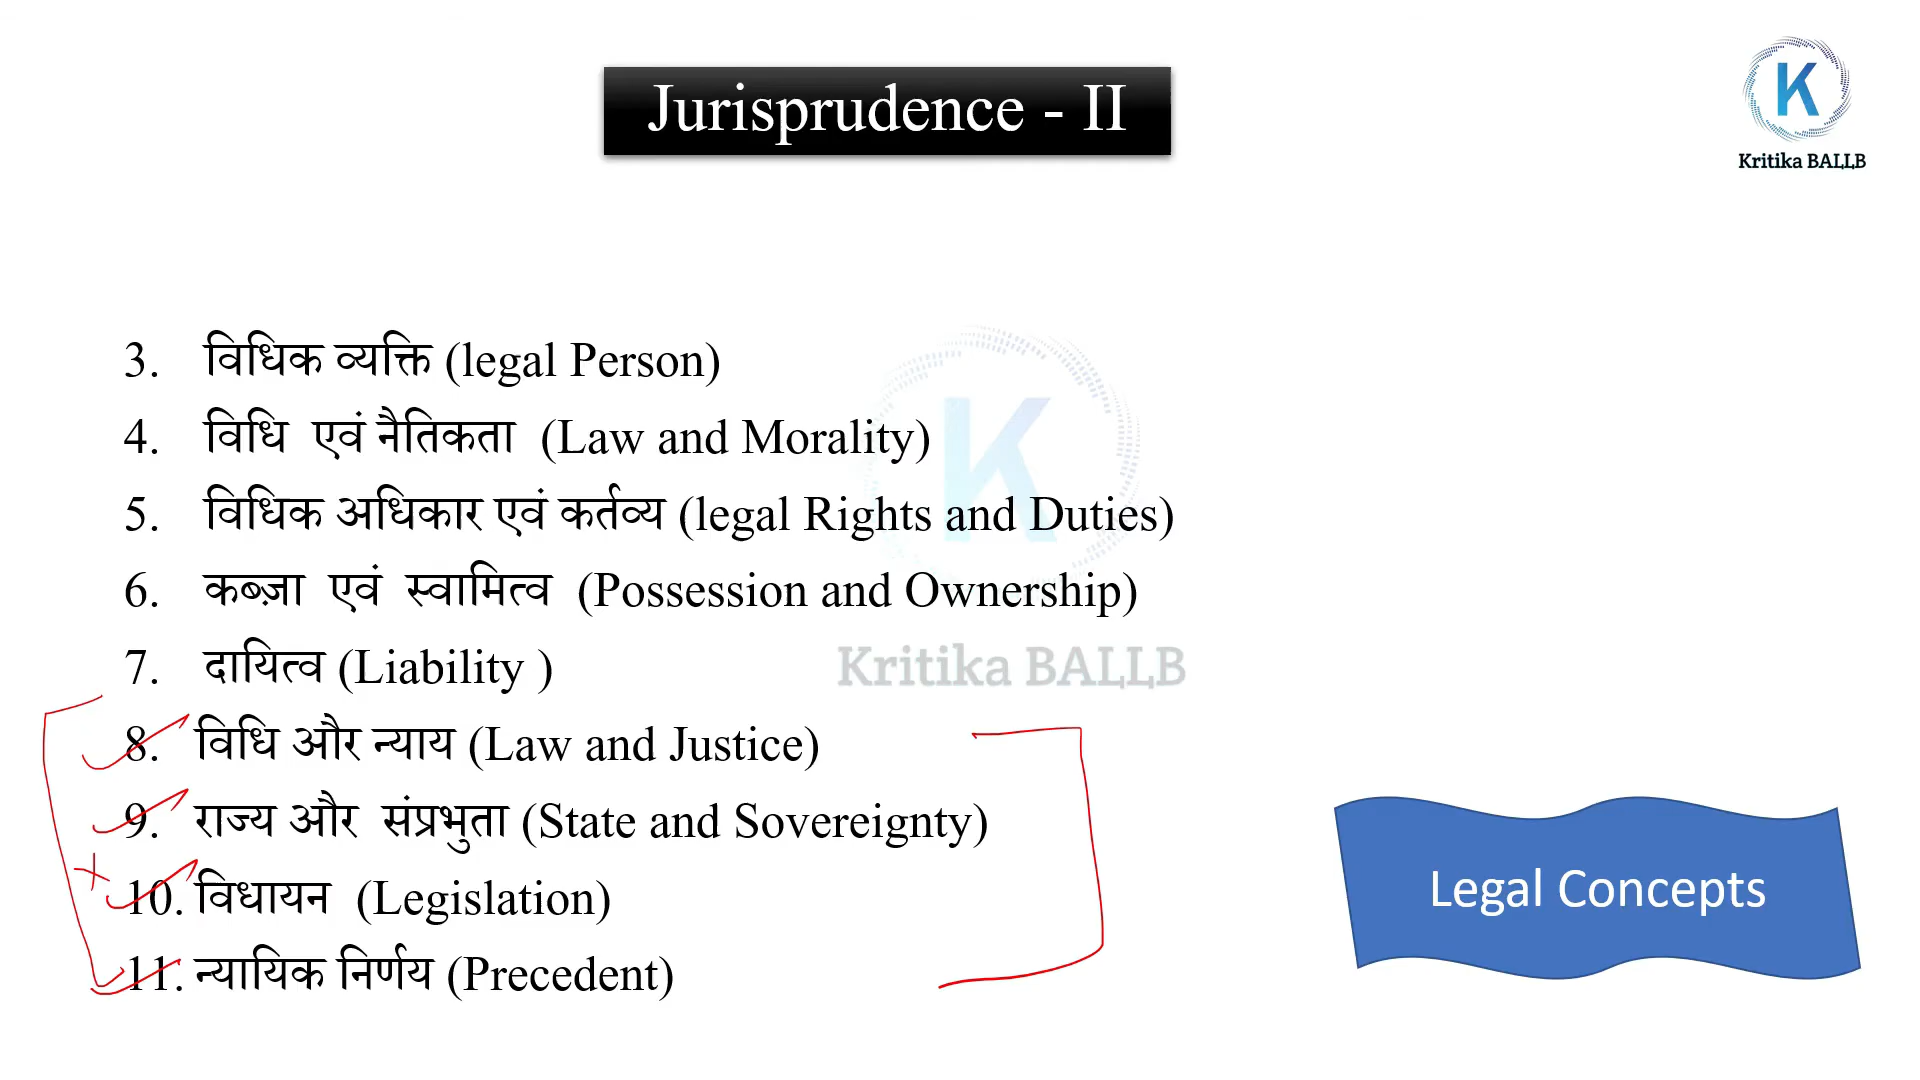 Jurisprudence - II
K
Kritika BALLB
3. विधिक व्यक्ति (legal Person)
4. विधि एवं नैतिकता (Law and Morality)
5. विधिक अधिकार एवं कर्तव्य (legal Rights and Duties)
6. कब्ज़ा एवं स्वामित्व (Possession and Ownership)
7. दायित्व (Liability )
K
Kritika BALLB
8. विधि और न्याय (Law and Justice)
9. राज्य और संप्रभुता (State and Sovereignty)
10. विधायन (Legislation)
11. न्यायिक निर्णय (Precedent)
Legal Concepts